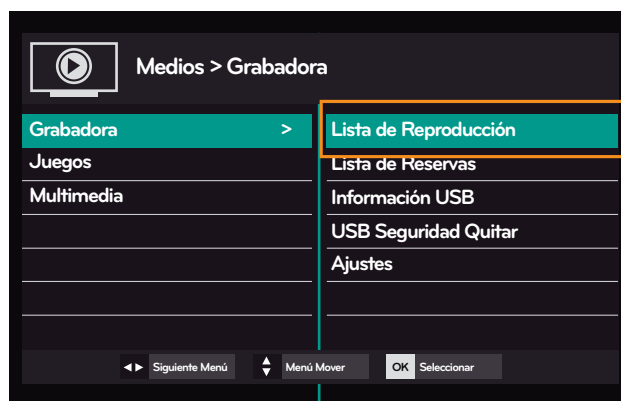 Medios > Grabadora
Grabadora >
Juegos
Multimedia
Lista de Reproducción
Lista de Reservas
Información USB
USB Seguridad Quitar
Ajustes
Siguiente Menú Menú Mover OK Seleccionar